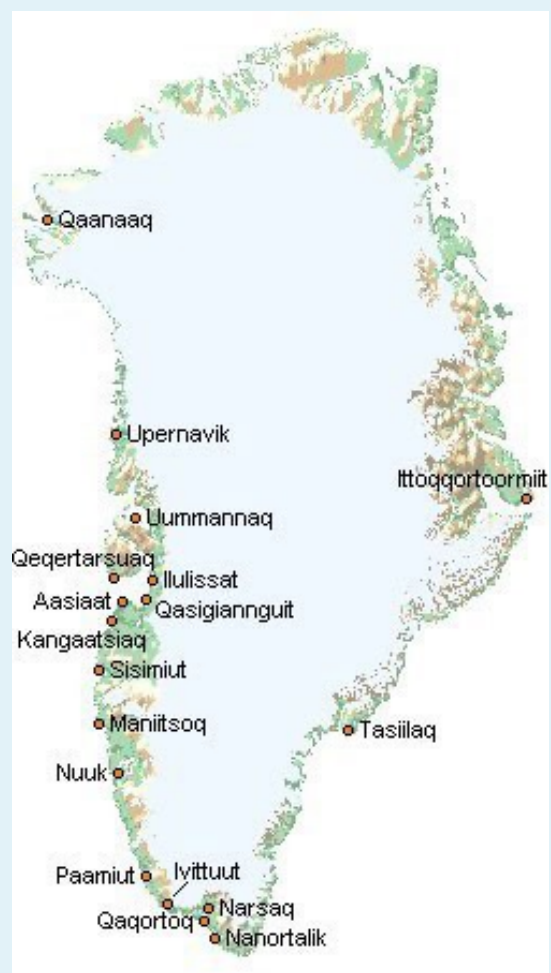 Qaanaaq
Upernavik
Ittoqqortoormiit
Uummannaq
Qeqertarsuaq
Ilulissat
Aasiaat
Qasigiannguit
Kangaatsiaq
Sisimiut
Maniitsoq
Tasiilaq
Nuuk
Paamiut
Ivittuut
Narsaq
Qaqortoq
Nanortalik